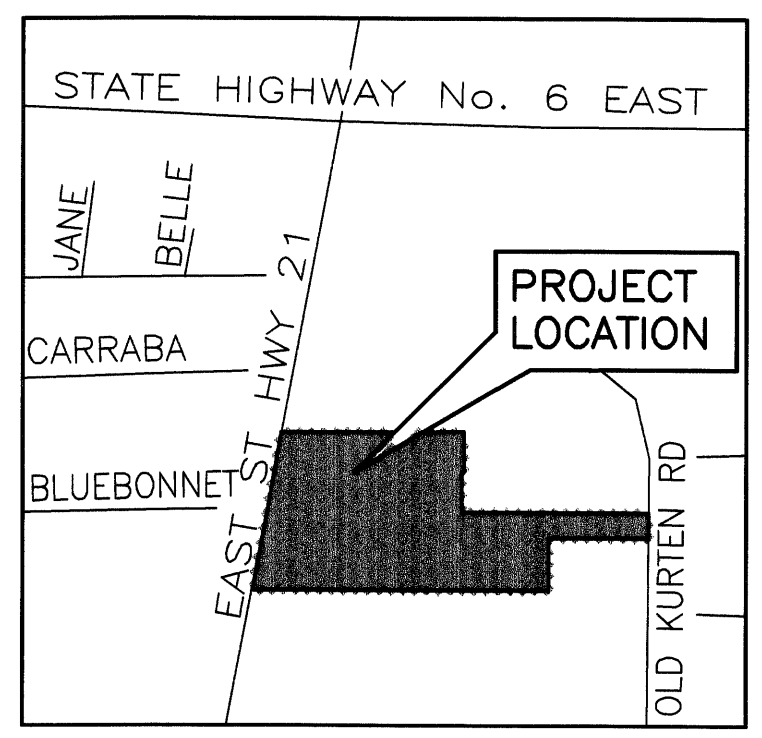 STATE HIGHWAY No. 6 EAST
JANE
BELLE
EAST ST HWY 21
PROJECT
LOCATION
CARRABA
BLUEBONNET
OLD KURTEN RD